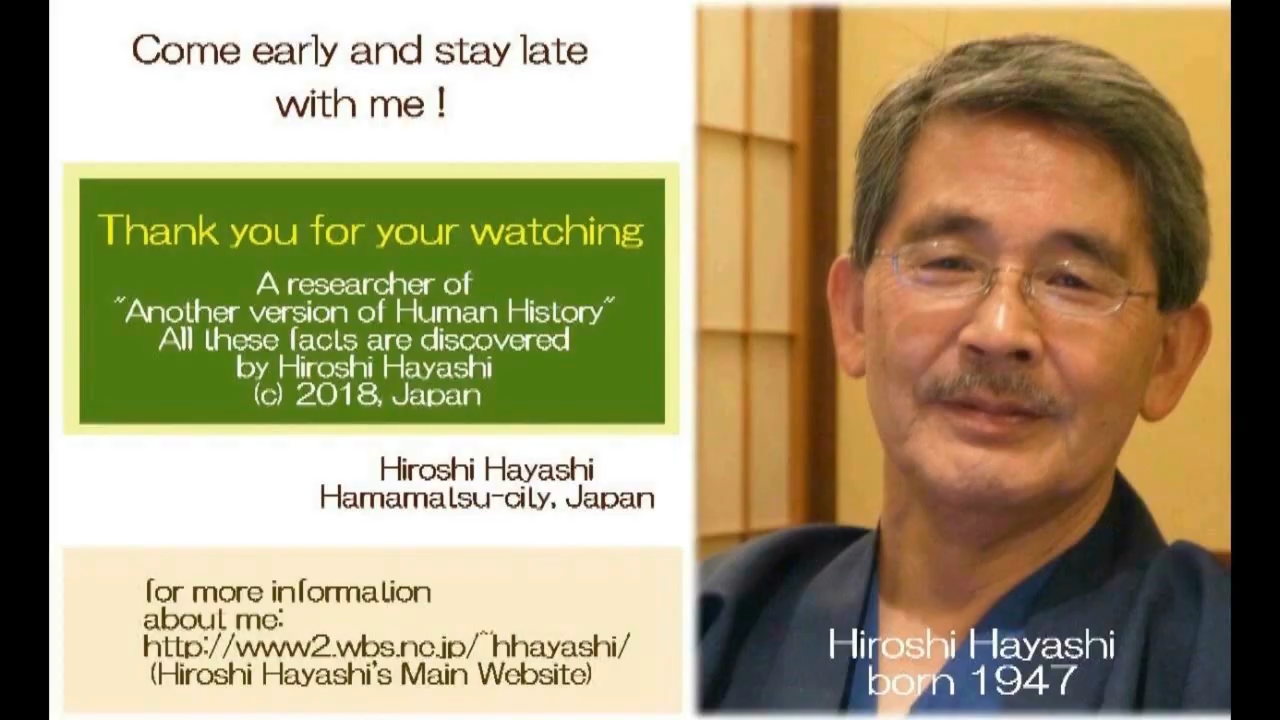 Come early and stay late
with me !
Thank you for your watching
A researcher of
"Another version of Human History"
All these facts are discovered
by Hiroshi Hayashi
(c) 2018, Japan
Hiroshi Hayashi
Hamamatsu-city, Japan
for more information
about me:
http://www2.wbs.ne.jp/~hhayashi/
(Hiroshi Hayashi's Main Website)
Hiroshi Hayashi
born 1947